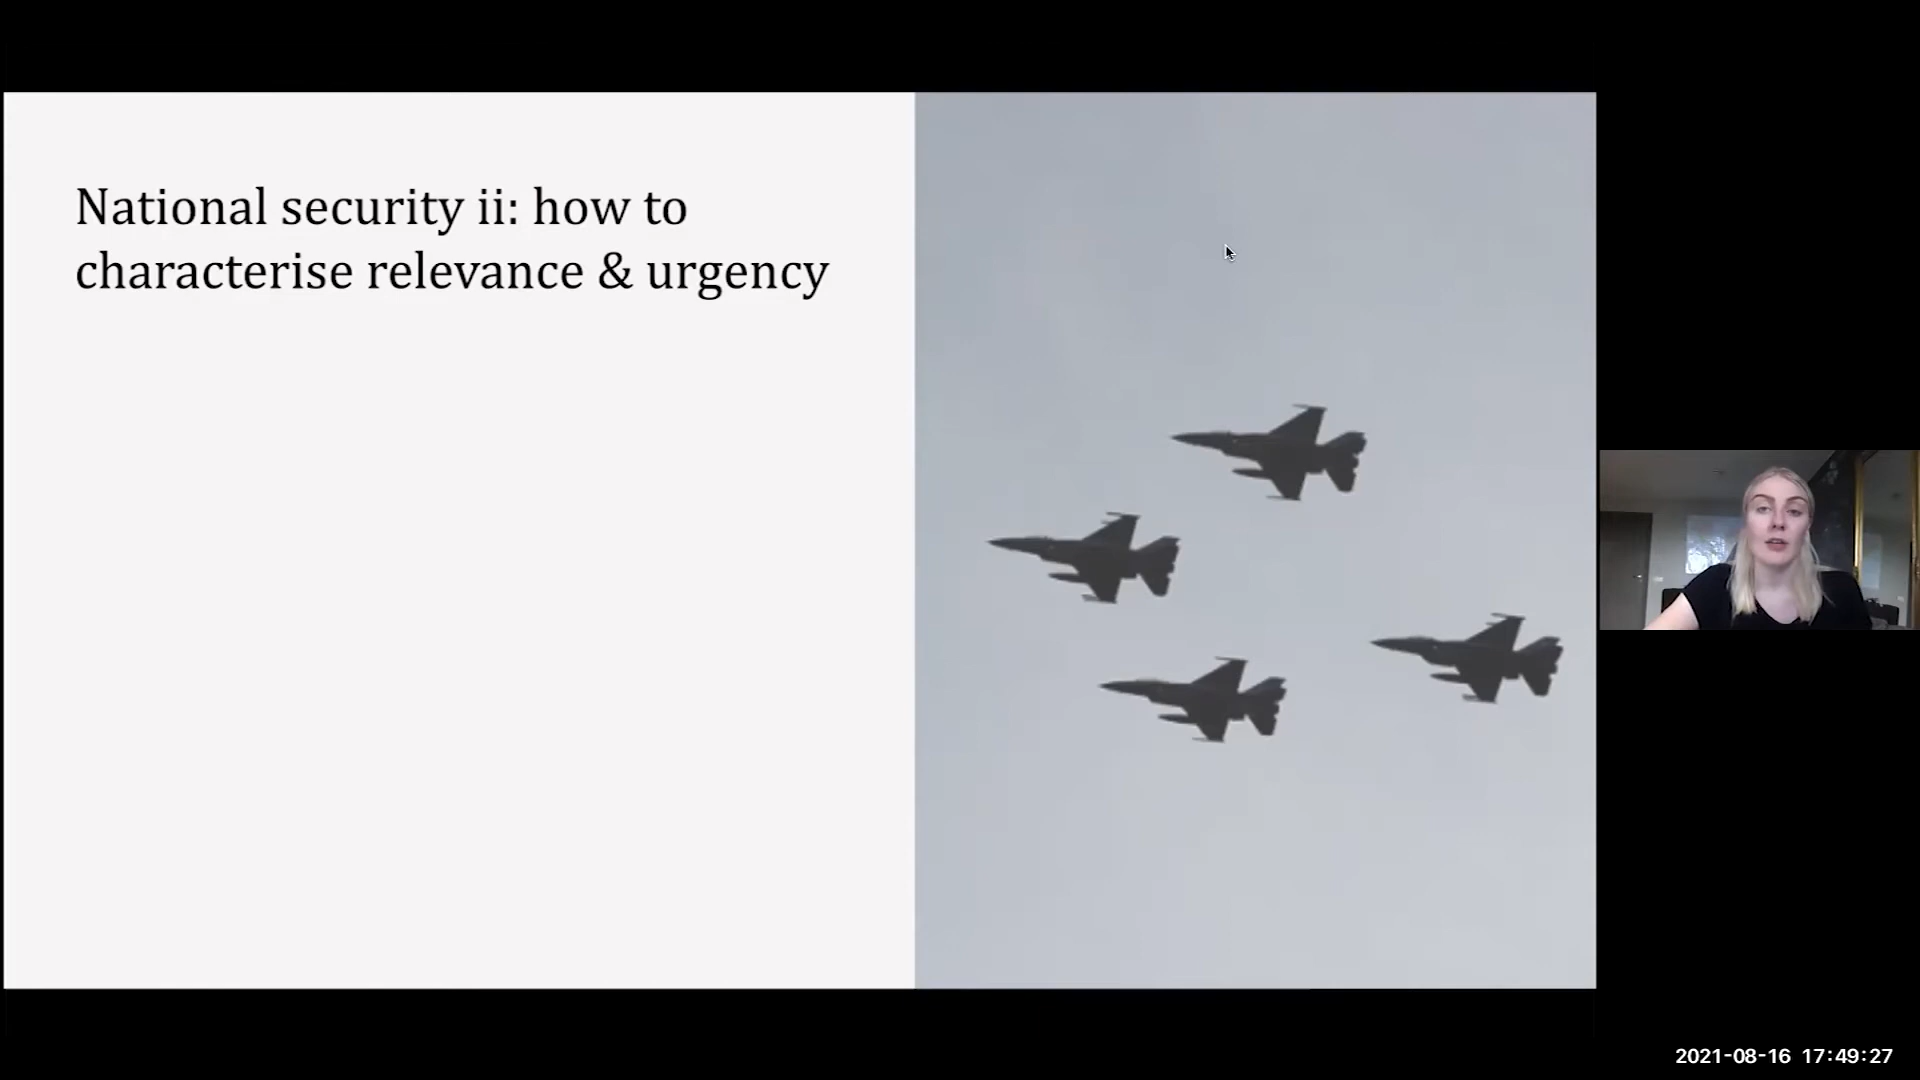 National security ii: how to
characterise relevance & urgency
2021-08-16 17:49:27